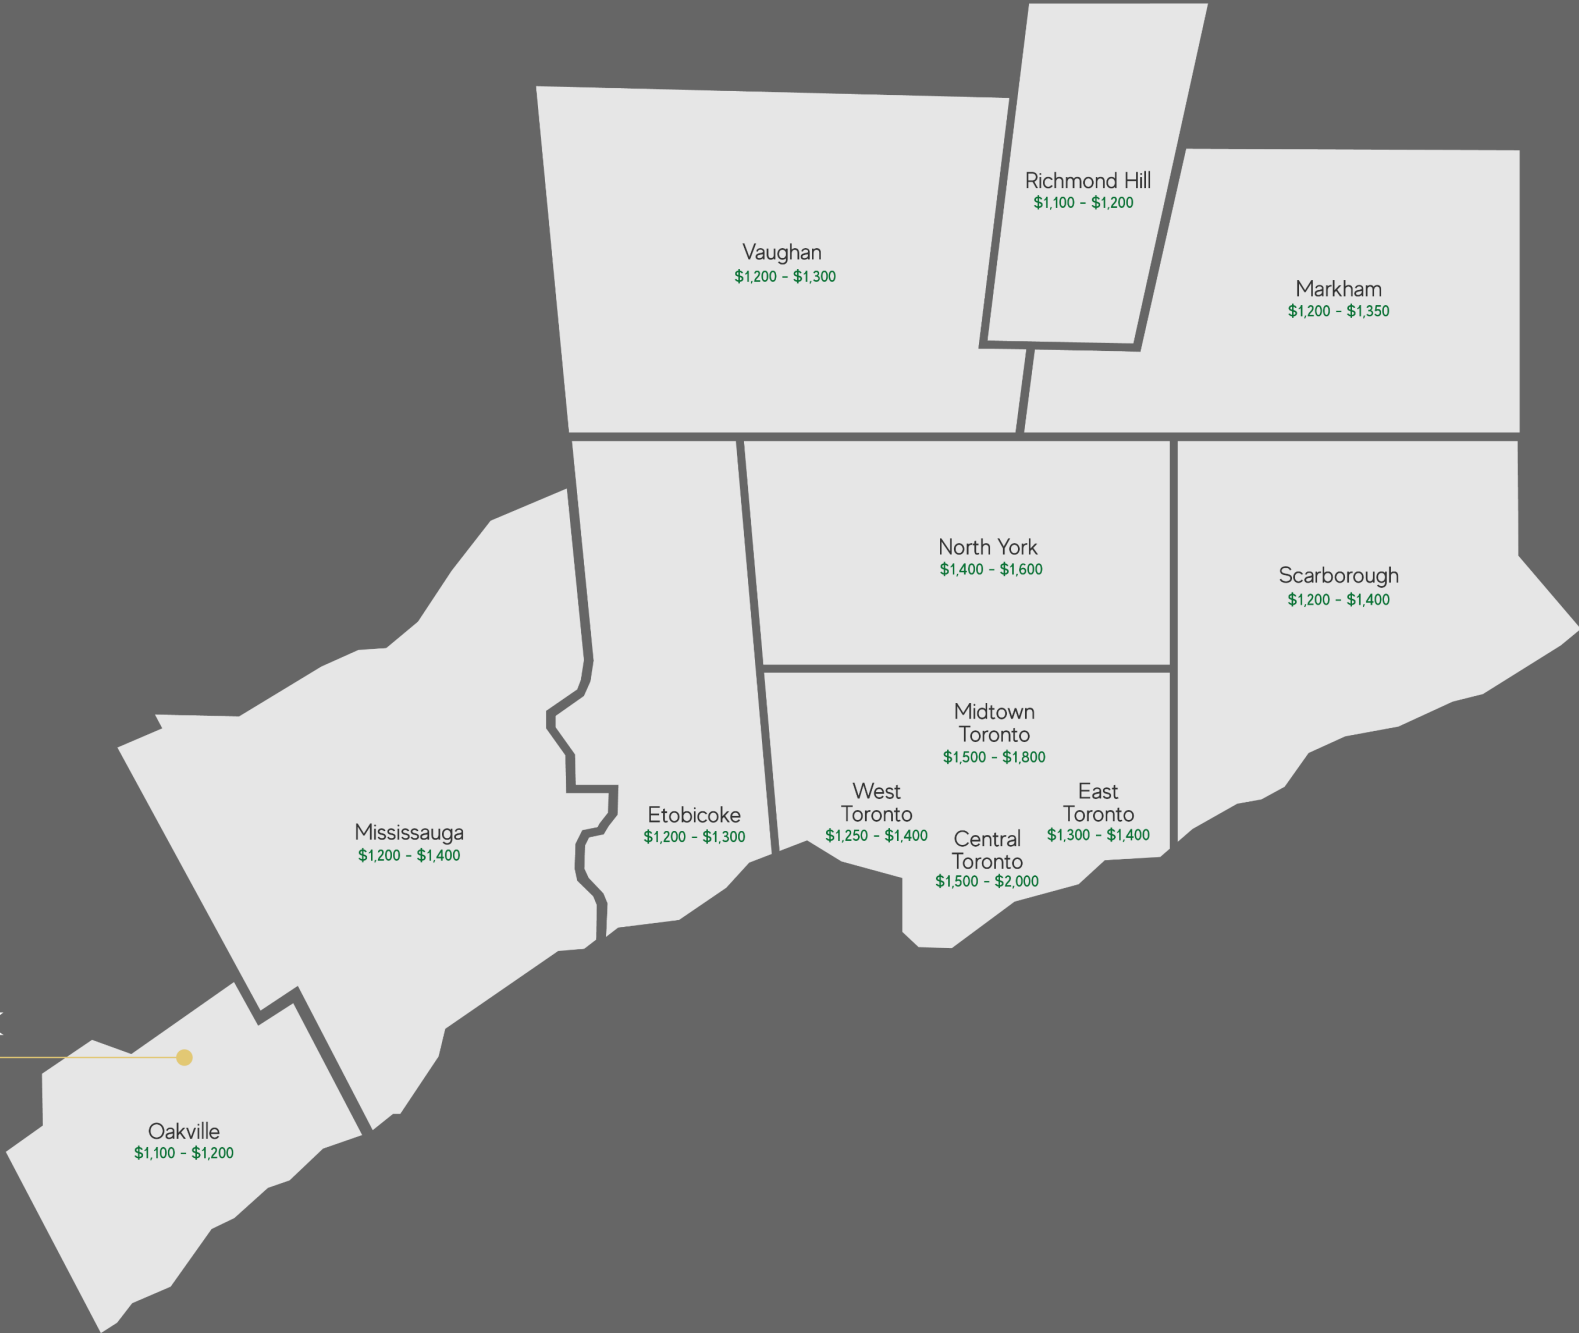 Richmond Hill
$1,100 - $1,200
Vaughan
$1,200 - $1,300
Markham
$1,200 - $1,350
North York
$1,400 - $1,600
Scarborough
$1,200 - $1,400
Midtown
Toronto
$1,500 - $1,800
West
Toronto
$1,250 - $1,400
East
Toronto
$1,300 - $1,400
Central
Toronto
$1,500 - $2,000
Etobicoke
$1,200 - $1,300
Mississauga
$1,200 - $1,400
Oakville
$1,100 - $1,200